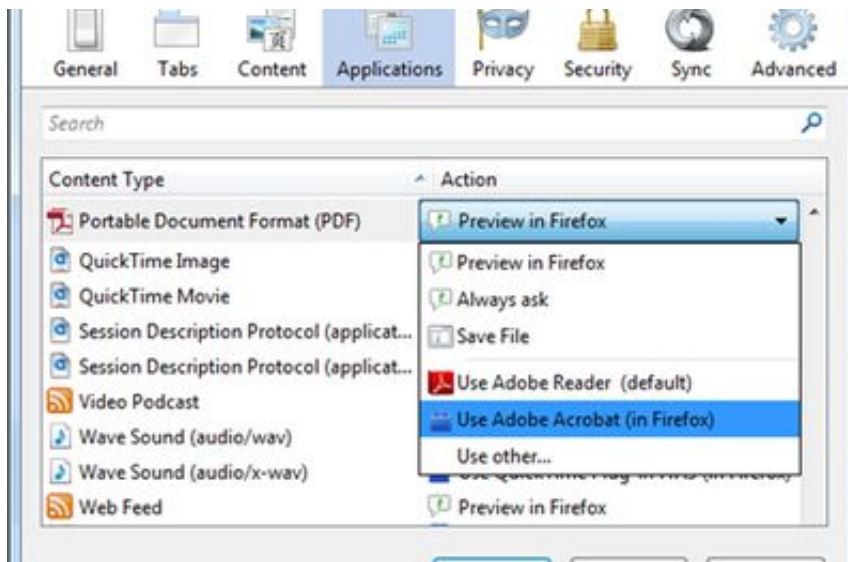 General Tabs Content Applications Privacy Security Sync Advanced
Search
Content Type Action
Portable Document Format (PDF) Preview in Firefox
QuickTime Image Preview in Firefox
QuickTime Movie Always ask
Session Description Protocol (applicat... Save File
Session Description Protocol (applicat... Use Adobe Reader (default)
Video Podcast Use Adobe Acrobat (in Firefox)
Wave Sound (audio/wav) Use other...
Wave Sound (audio/x-wav)
Web Feed Preview in Firefox